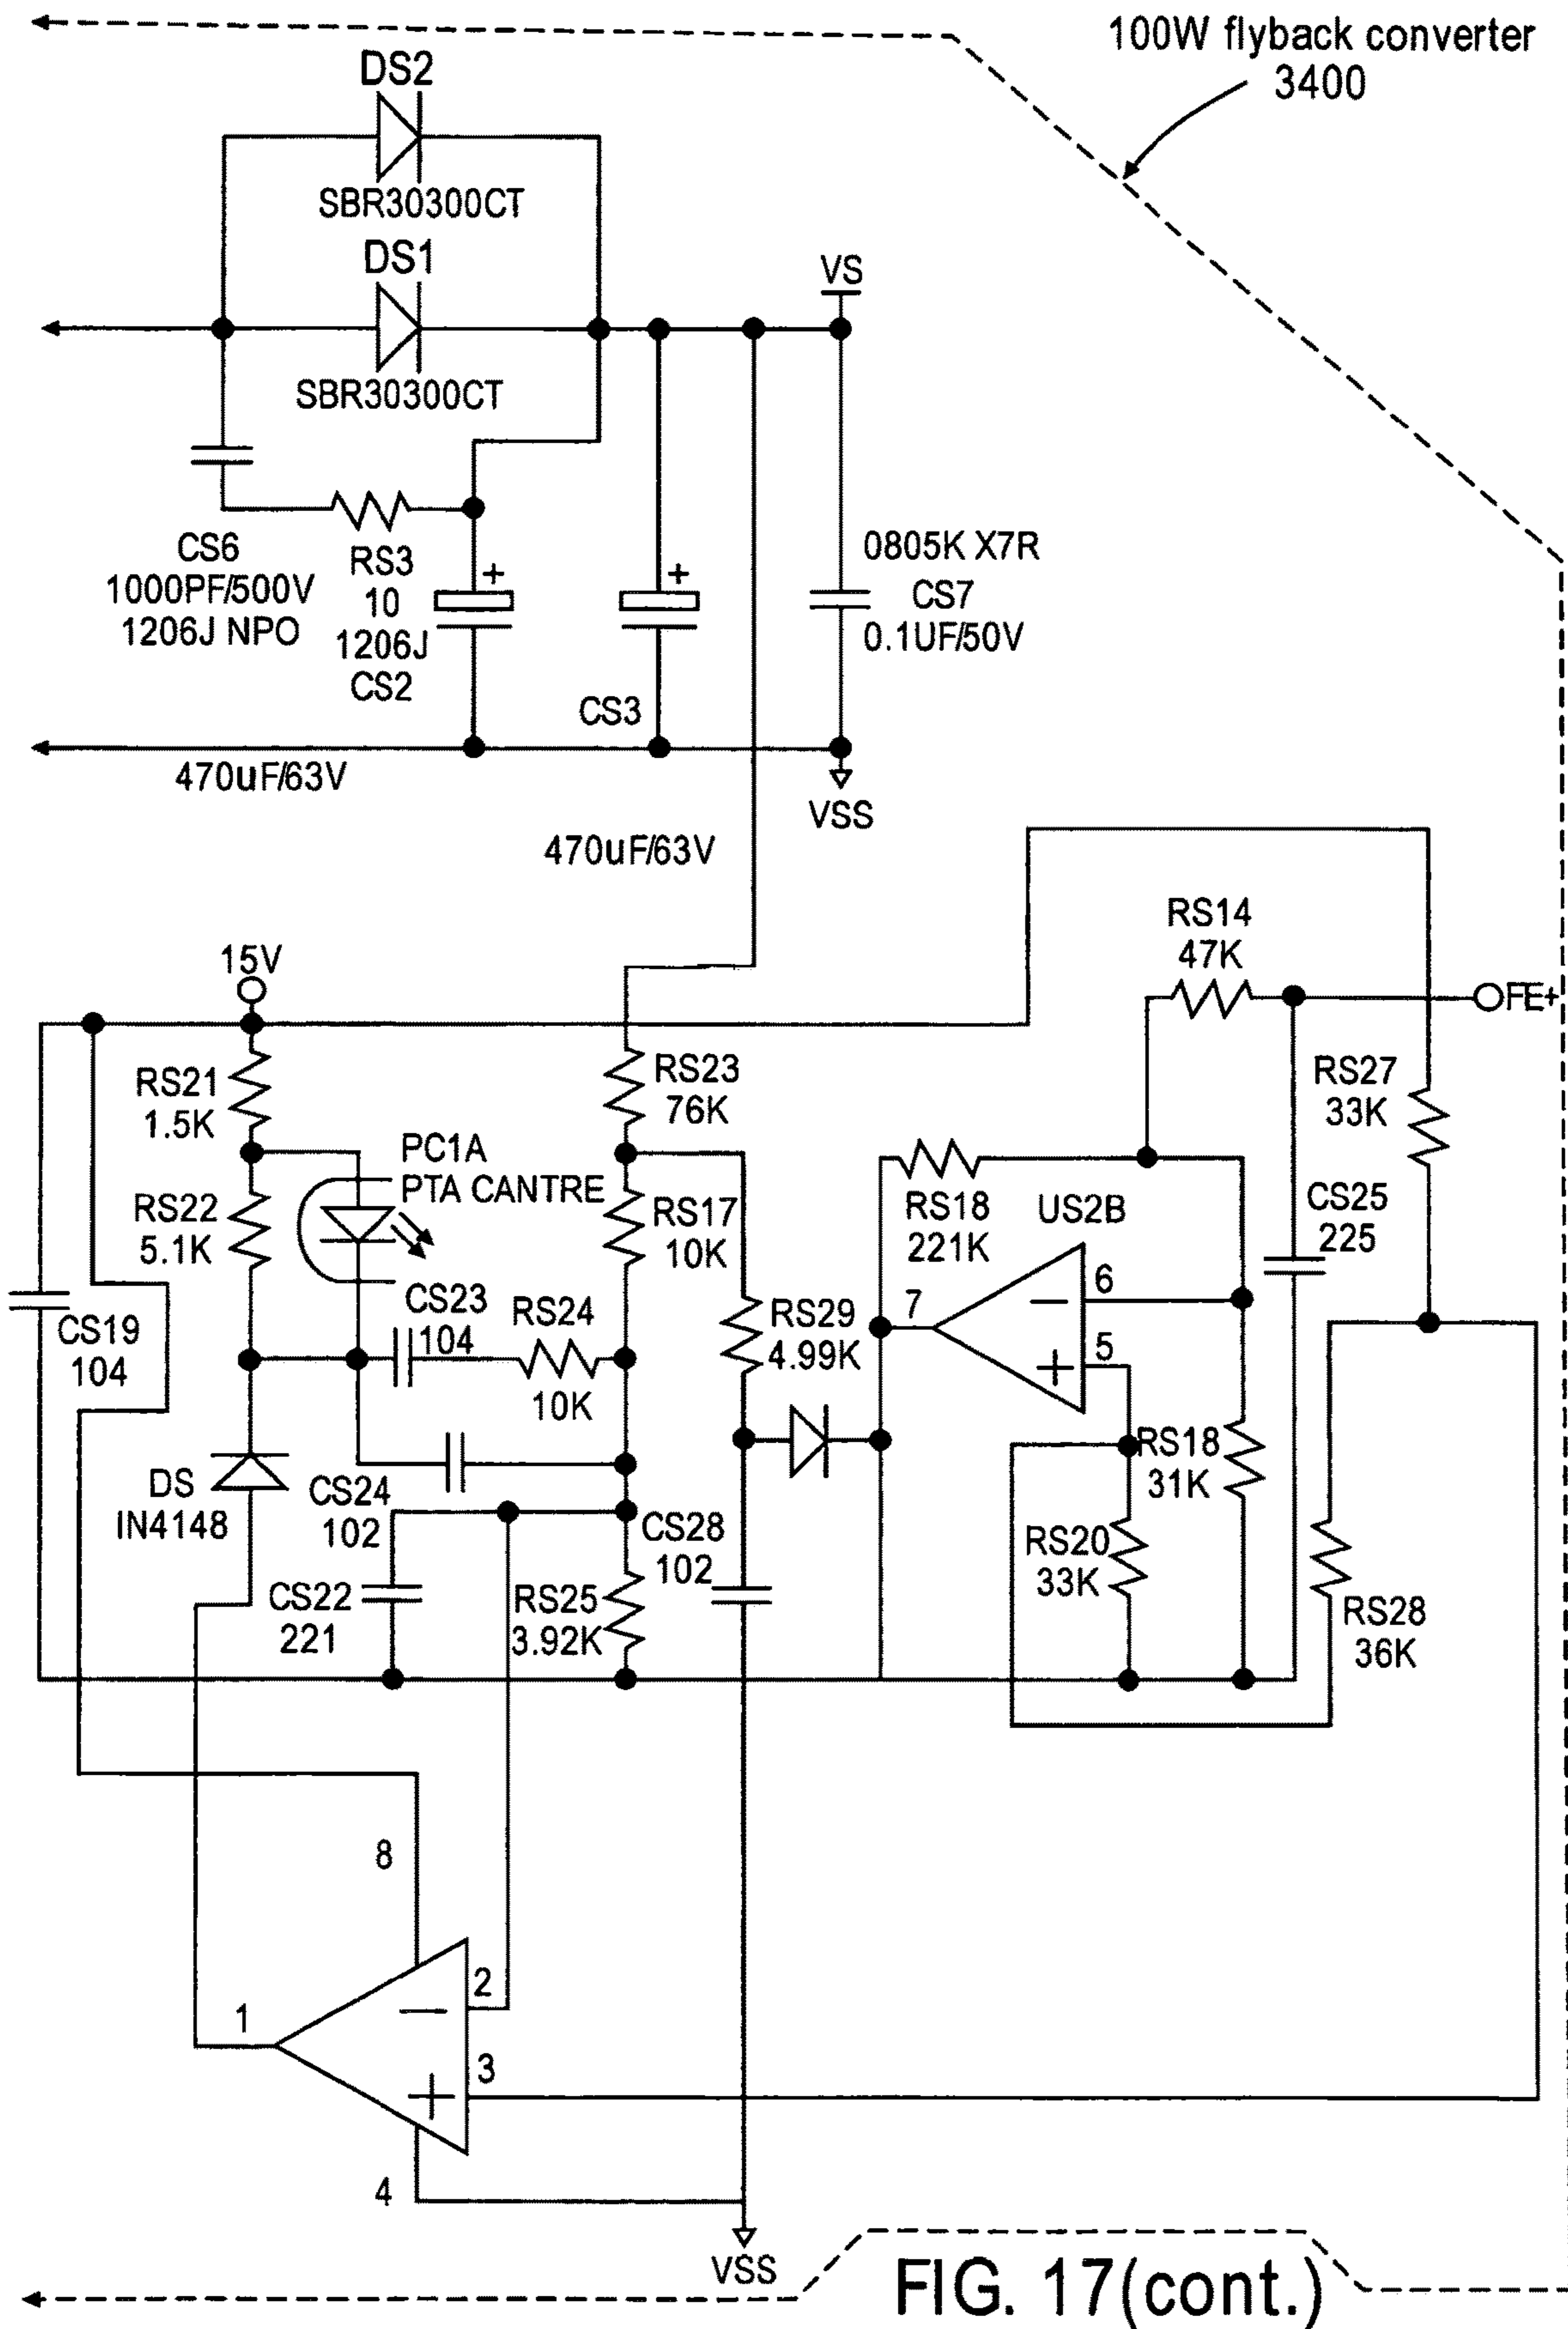 100W flyback converter
3400
DS2
SBR30300CT
DS1
SBR30300CT
VS
CS6
1000PF/500V
1206J NPO
RS3
10
1206J
CS2
+
+
CS3
0805K X7R
CS7
0.1UF/50V
470uF/63V
VSS
470uF/63V
15V
RS14
47K
FE+
RS21
1.5K
RS23
76K
RS27
33K
PC1A
PTA CANTRE
RS22
5.1K
RS17
10K
RS18
221K
US2B
CS25
225
CS19
104
CS23
104
RS24
10K
RS29
4.99K
7
6
5
−
+
DS
IN4148
CS24
102
CS28
102
RS18
31K
CS22
221
RS25
3.92K
RS20
33K
RS28
36K
8
1
2
3
−
+
4
VSS
FIG. 17(cont.)